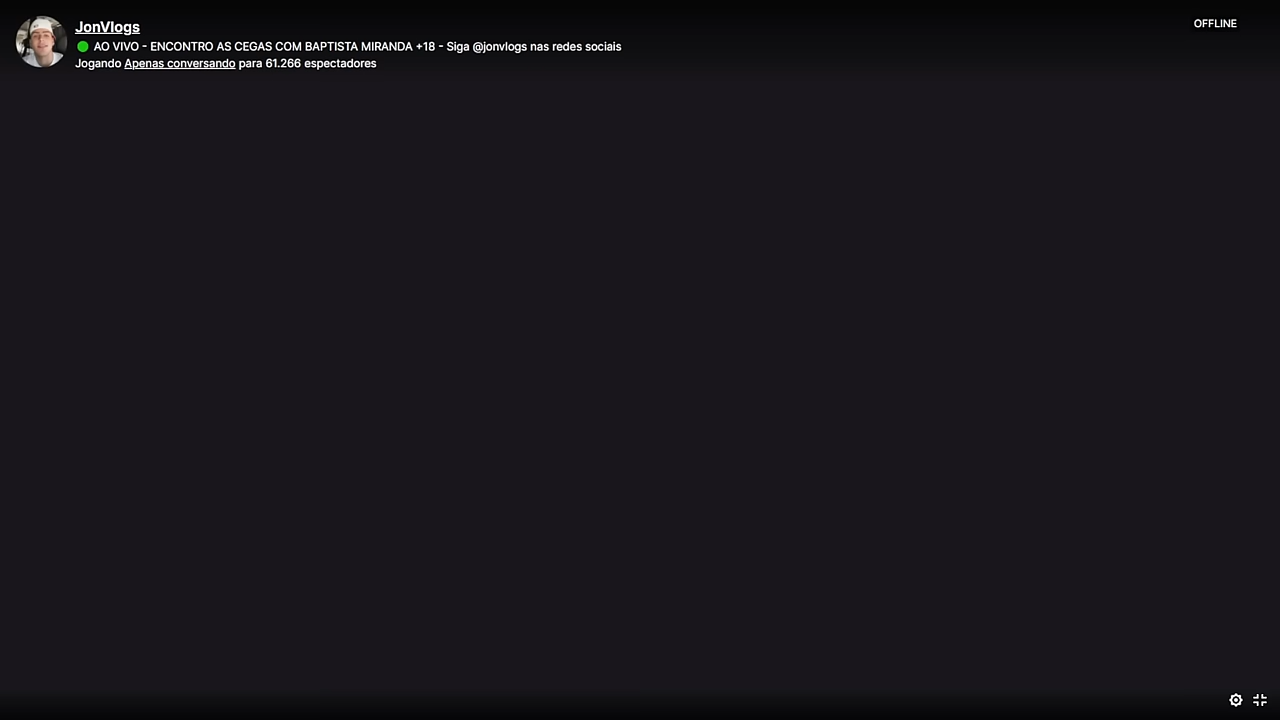 JonVlogs
OFFLINE
🟢 AO VIVO - ENCONTRO AS CEGAS COM BAPTISTA MIRANDA +18 - Siga @jonvlogs nas redes sociais
Jogando Apenas conversando para 61.266 espectadores